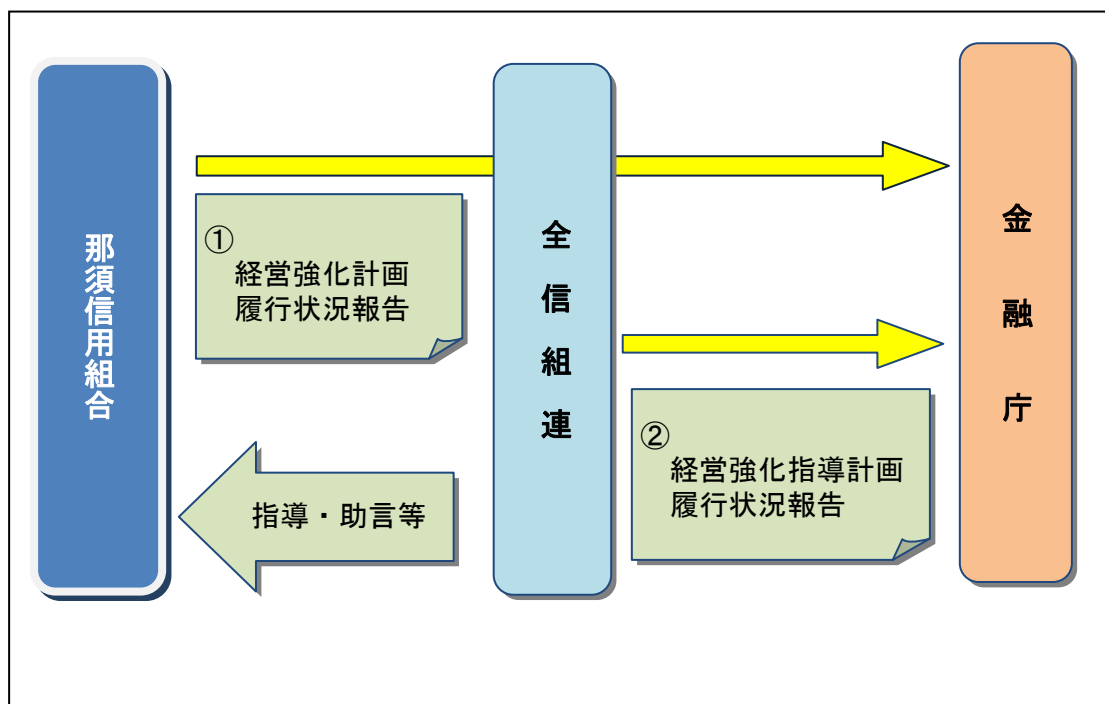 那須信用組合
①
経営強化計画
履行状況報告
指導・助言等
全信組連
②
経営強化指導計画
履行状況報告
金融庁